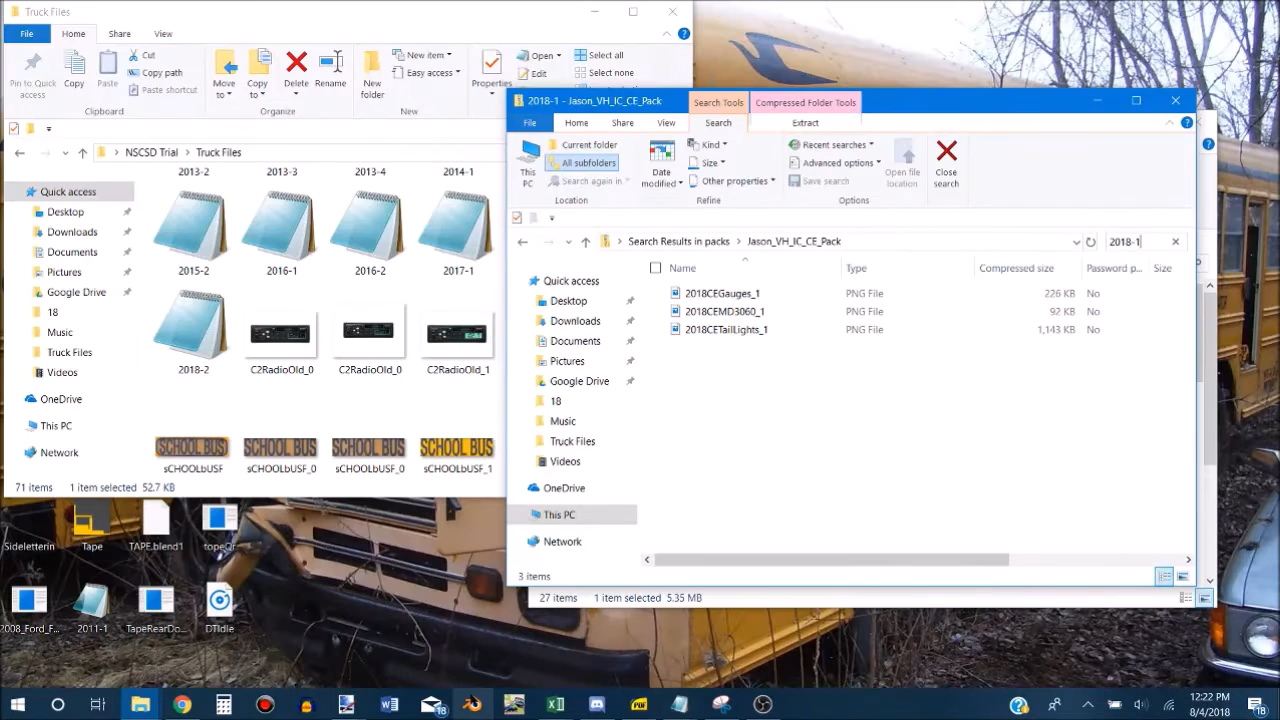 Truck Files
File Home Share View
Pin to Quick access
Copy
Paste
Cut
Copy path
Paste shortcut
Clipboard
Move to
Copy to
Delete
Rename
Organize
New folder
New item
Easy access
New
Properties
Open
Edit
Select all
Select none
NSCSD Trial Truck Files
Quick access
Desktop
Downloads
Documents
Pictures
Google Drive
18
Music
Truck Files
Videos
OneDrive
This PC
Network
2013-2 2013-3 2013-4 2014-1
2015-2 2016-1 2016-2 2017-1
2018-2 C2RadioOld_0 C2RadioOld_0 C2RadioOld_1
SCHOOL BUS SCHOOL BUS SCHOOL BUS SCHOOL BUS
sCHOOLbUSF sCHOOLbUSF_0 sCHOOLbUSF_0 sCHOOLbUSF_1
71 items 1 item selected 52.7 KB
2018-1 - Jason_VH_IC_CE_Pack Search Tools Compressed Folder Tools
File Home Share View Search Extract
This PC
Current folder
All subfolders
Search again in
Location
Date modified
Kind
Size
Other properties
Refine
Recent searches
Advanced options
Save search
Open file location
Options
Close search
Search Results in packs Jason_VH_IC_CE_Pack 2018-1
Quick access
Desktop
Downloads
Documents
Pictures
Google Drive
18
Music
Truck Files
Videos
OneDrive
This PC
Network
Name Type Compressed size Password p... Size
2018CEGauges_1 PNG File 226 KB No
2018CEMD3060_1 PNG File 92 KB No
2018CETailLights_1 PNG File 1,143 KB No
3 items
27 items 1 item selected 5.35 MB
Sideletterin Tape TAPE.blend1
2008_Ford_F... 2011-1 TapeRearDo... DTIdle
18
PDF
12:22 PM
8/4/2018
18